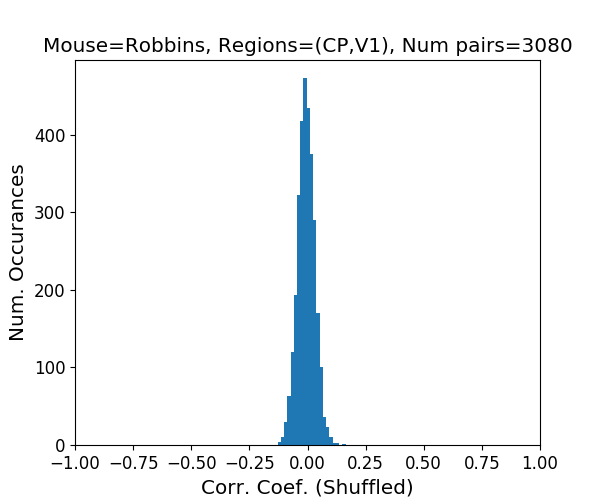 Mouse=Robbins, Regions=(CP,V1), Num pairs=3080
400
300
200
100
0
Num. Occurances
−1.00 −0.75 −0.50 −0.25 0.00 0.25 0.50 0.75 1.00
Corr. Coef. (Shuffled)